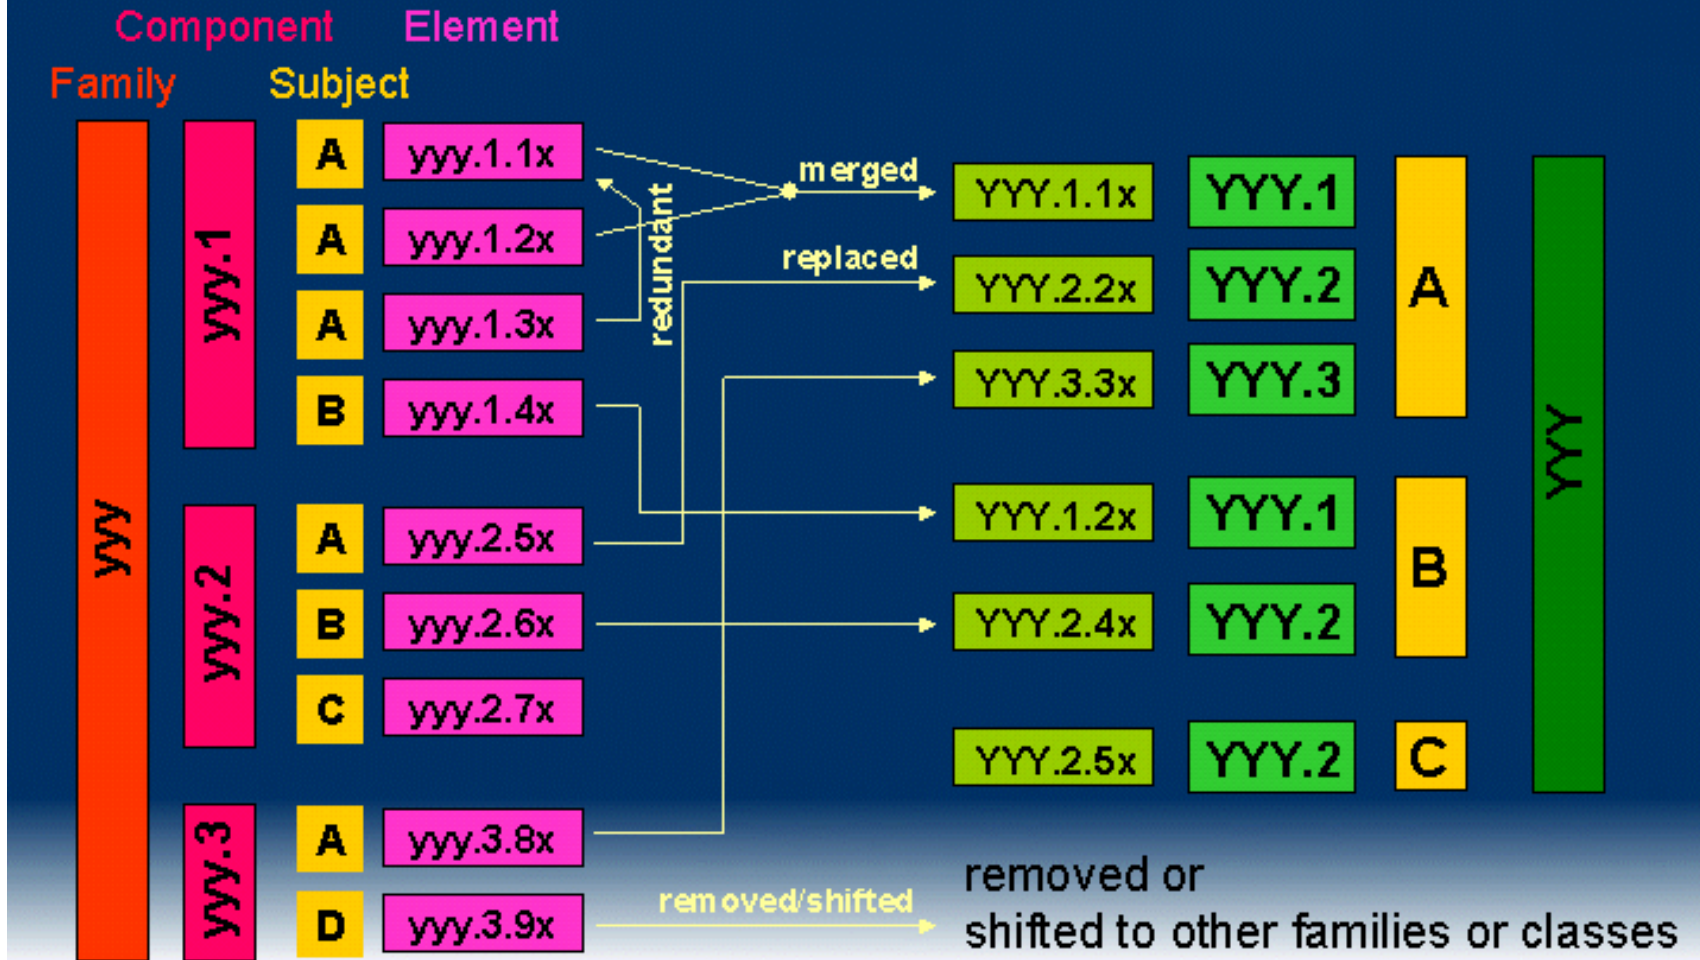 Component Element
Family Subject
yyy
yyy.1
A yyy.1.1x
A yyy.1.2x
A yyy.1.3x
B yyy.1.4x
yyy.2
A yyy.2.5x
B yyy.2.6x
C yyy.2.7x
yyy.3
A yyy.3.8x
D yyy.3.9x
redundant
merged
replaced
removed/shifted
YYY.1.1x YYY.1
YYY.2.2x YYY.2
YYY.3.3x YYY.3
A
YYY.1.2x YYY.1
YYY.2.4x YYY.2
B
YYY.2.5x YYY.2
C
YYY
removed or
shifted to other families or classes